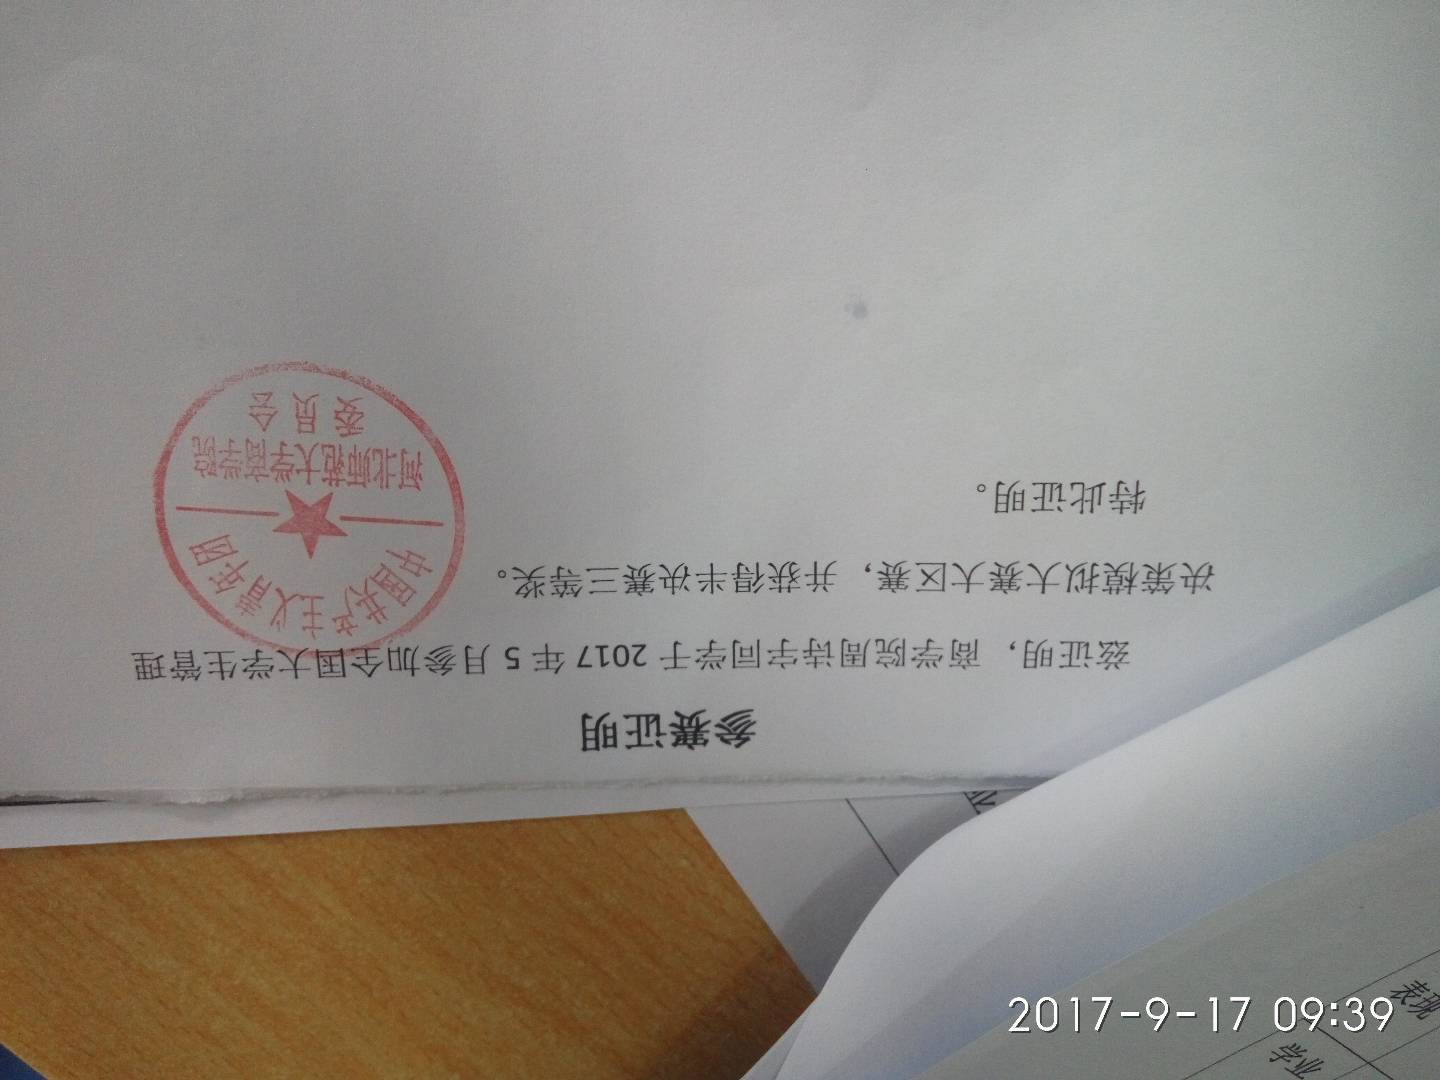 参赛证明
兹证明，商学院周诗宇同学于 2017 年 5 月参加全国大学生管理
决策模拟大赛大区赛，并获得半决赛三等奖。
特此证明。
中国共产主义青年团
河北师范大学商学院
委员会
表现
学业
2017-9-17 09:39